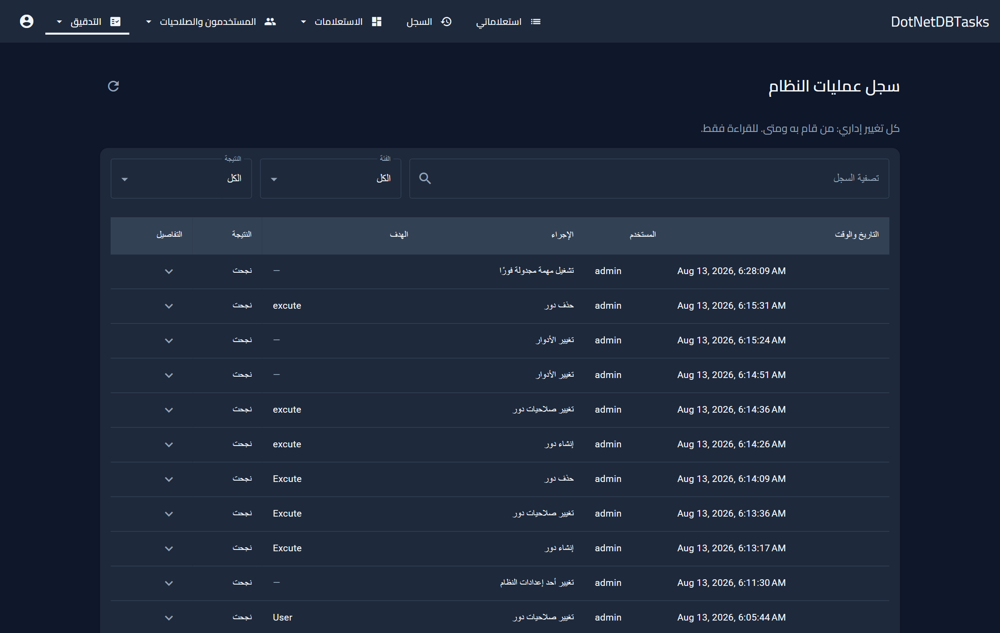 DotNetDBTasks
استعلاماتي
السجل
الاستعلامات
المستخدمون والصلاحيات
التدقيق
سجل عمليات النظام
كل تغيير إداري: من قام به ومتى. للقراءة فقط.
تصفية السجل
الفئة
الكل
النتيجة
الكل
التاريخ والوقت المستخدم الإجراء الهدف النتيجة التفاصيل
Aug 13, 2026, 6:28:09 AM admin تشغيل مهمة مجدولة فورًا — نجحت
Aug 13, 2026, 6:15:31 AM admin حذف دور excute نجحت
Aug 13, 2026, 6:15:24 AM admin تغيير الأدوار — نجحت
Aug 13, 2026, 6:14:51 AM admin تغيير الأدوار — نجحت
Aug 13, 2026, 6:14:36 AM admin تغيير صلاحيات دور excute نجحت
Aug 13, 2026, 6:14:26 AM admin إنشاء دور excute نجحت
Aug 13, 2026, 6:14:09 AM admin حذف دور Excute نجحت
Aug 13, 2026, 6:13:36 AM admin تغيير صلاحيات دور Excute نجحت
Aug 13, 2026, 6:13:17 AM admin إنشاء دور Excute نجحت
Aug 13, 2026, 6:11:30 AM admin تغيير أحد إعدادات النظام — نجحت
Aug 13, 2026, 6:05:44 AM admin تغيير صلاحيات دور User نجحت